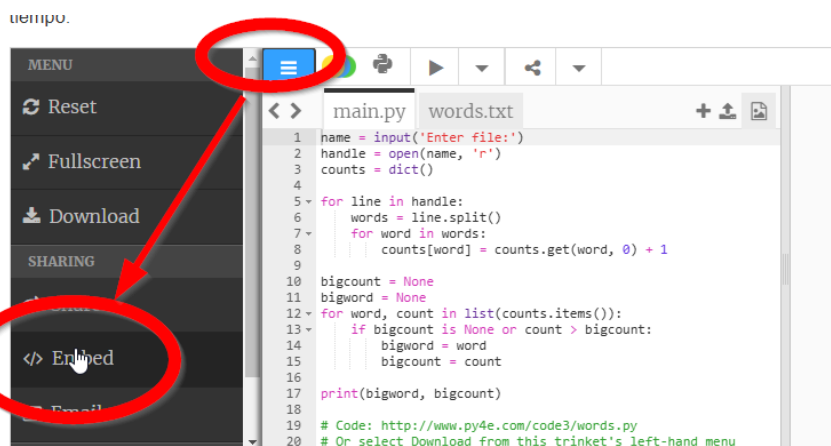 tiempo.
MENU
Reset
Fullscreen
Download
SHARING
Share
</> Embed
Email
main.py words.txt
1 name = input('Enter file:')
2 handle = open(name, 'r')
3 counts = dict()
4
5 for line in handle:
6 words = line.split()
7 for word in words:
8 counts[word] = counts.get(word, 0) + 1
9
10 bigcount = None
11 bigword = None
12 for word, count in list(counts.items()):
13 if bigcount is None or count > bigcount:
14 bigword = word
15 bigcount = count
16
17 print(bigword, bigcount)
18
19 # Code: http://www.py4e.com/code3/words.py
20 # Or select Download from this trinket's left-hand menu